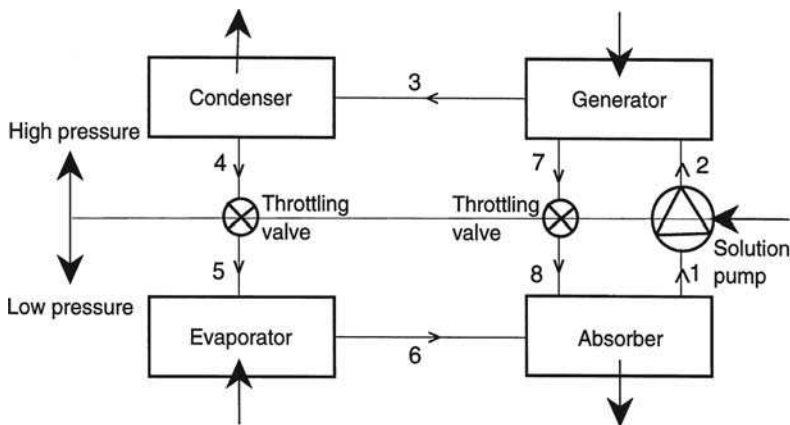 3
Condenser
Generator
High pressure
4
7
2
Throttling
valve
Throttling
valve
Solution
pump
5
8
1
Low pressure
Evaporator
6
Absorber